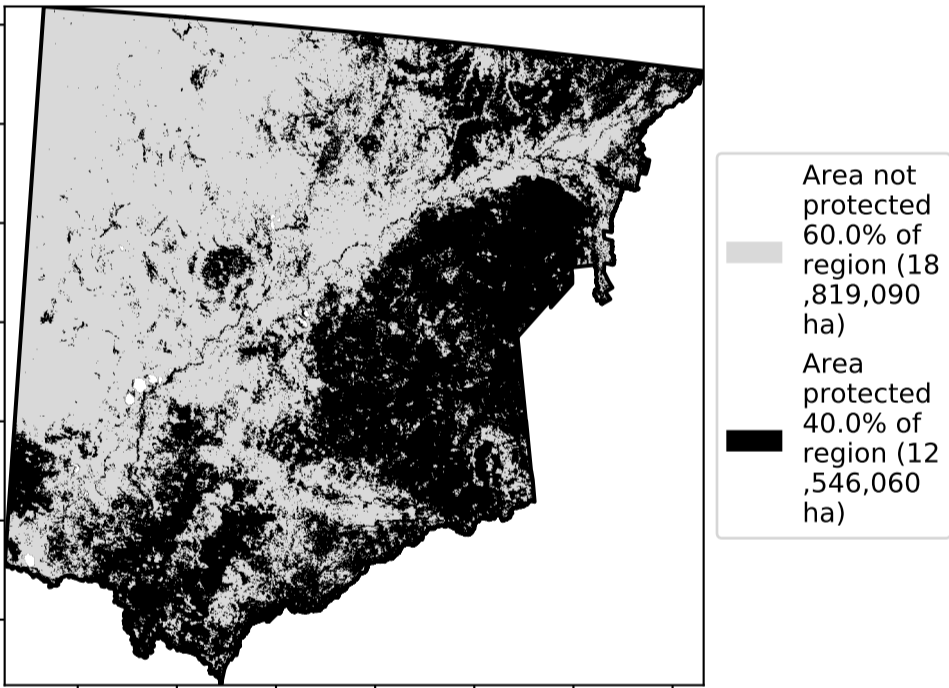 Area not
protected
60.0% of
region (18
,819,090
ha)
Area
protected
40.0% of
region (12
,546,060
ha)